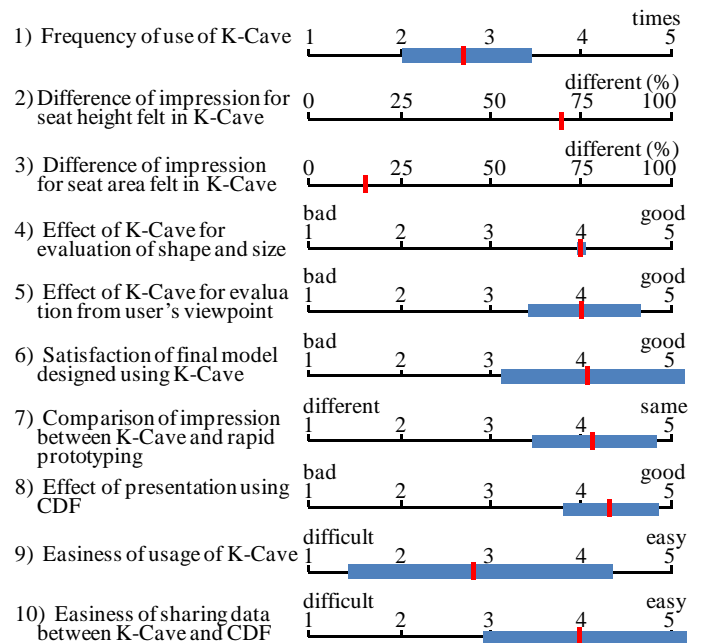 times
1) Frequency of use of K-Cave
1 2 3 4 5
different (%)
2) Difference of impression for
seat height felt in K-Cave
0 25 50 75 100
different (%)
3) Difference of impression
for seat area felt in K-Cave
0 25 50 75 100
bad good
4) Effect of K-Cave for
evaluation of shape and size
1 2 3 4 5
bad good
5) Effect of K-Cave for evalua
tion from user's viewpoint
1 2 3 4 5
bad good
6) Satisfaction of final model
designed using K-Cave
1 2 3 4 5
different same
7) Comparison of impression
between K-Cave and rapid
prototyping
1 2 3 4 5
bad good
8) Effect of presentation using
CDF
1 2 3 4 5
difficult easy
9) Easiness of usage of K-Cave
1 2 3 4 5
difficult easy
10) Easiness of sharing data
between K-Cave and CDF
1 2 3 4 5